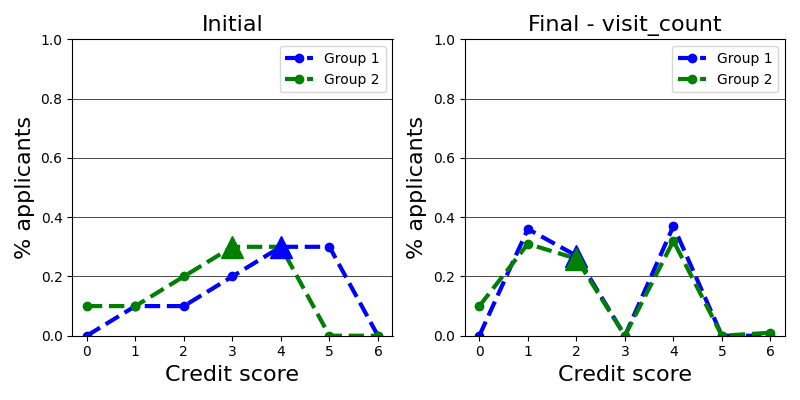 Initial
Final - visit_count
1.0
0.8
0.6
0.4
0.2
0.0
% applicants
Group 1
Group 2
0 1 2 3 4 5 6
Credit score
1.0
0.8
0.6
0.4
0.2
0.0
% applicants
Group 1
Group 2
0 1 2 3 4 5 6
Credit score